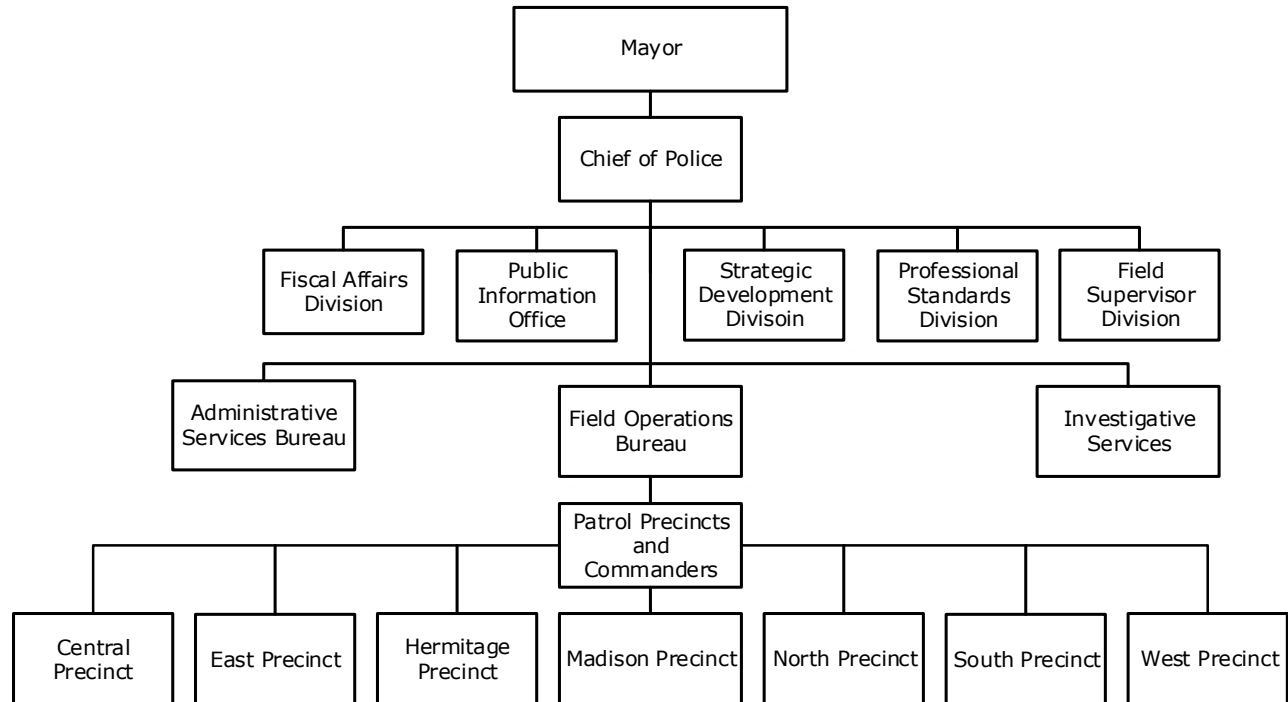 Mayor
Chief of Police
Fiscal Affairs
Division
Public
Information
Office
Strategic
Development
Divisoin
Professional
Standards
Division
Field
Supervisor
Division
Administrative
Services Bureau
Field Operations
Bureau
Investigative
Services
Patrol Precincts
and
Commanders
Central
Precinct
East Precinct
Hermitage
Precinct
Madison Precinct
North Precinct
South Precinct
West Precinct